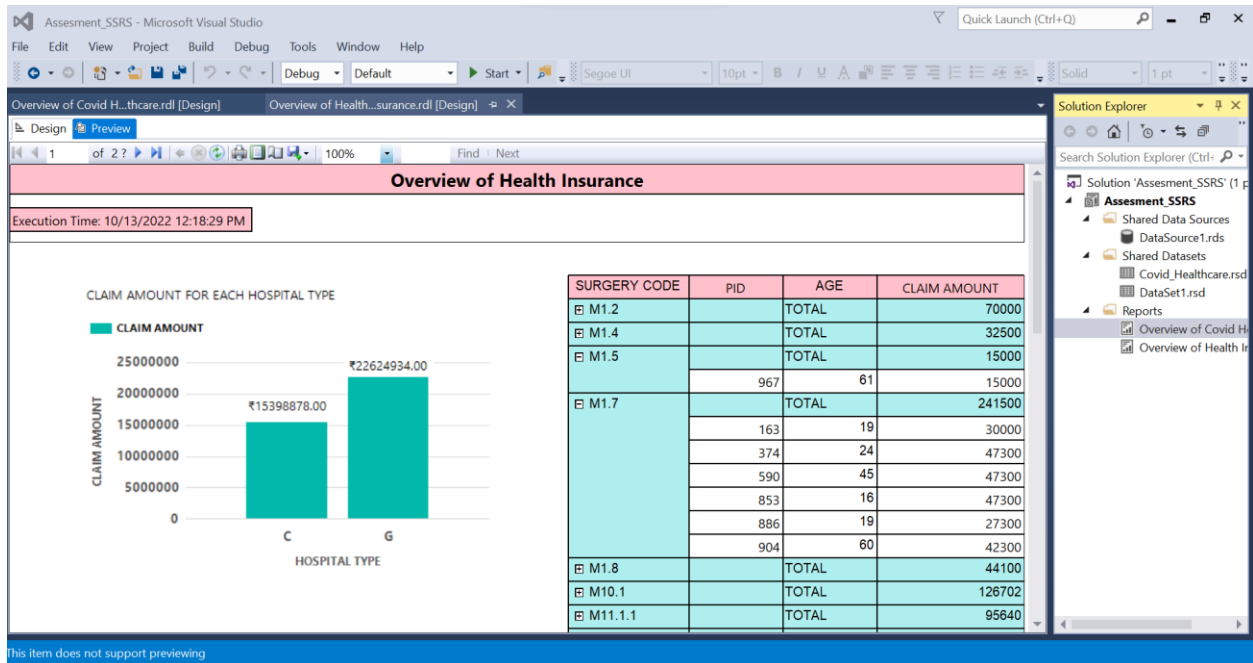 Assesment_SSRS - Microsoft Visual Studio
Quick Launch (Ctrl+Q)
File Edit View Project Build Debug Tools Window Help
Debug Default Start Segoe UI 10pt B I U A Solid 1 pt
Overview of Covid H...thcare.rdl [Design] Overview of Health...surance.rdl [Design]
Design Preview
1 of 2 ? 100% Find Next
Overview of Health Insurance
Execution Time: 10/13/2022 12:18:29 PM
CLAIM AMOUNT FOR EACH HOSPITAL TYPE
CLAIM AMOUNT
25000000
₹22624934.00
20000000
₹15398878.00
15000000
10000000
5000000
0
CLAIM AMOUNT
C G
HOSPITAL TYPE
SURGERY CODE PID AGE CLAIM AMOUNT
M1.2 TOTAL 70000
M1.4 TOTAL 32500
M1.5 TOTAL 15000
967 61 15000
M1.7 TOTAL 241500
163 19 30000
374 24 47300
590 45 47300
853 16 47300
886 19 27300
904 60 42300
M1.8 TOTAL 44100
M10.1 TOTAL 126702
M11.1.1 TOTAL 95640
Solution Explorer
Search Solution Explorer (Ctrl+
Solution 'Assesment_SSRS' (1 p
Assesment_SSRS
Shared Data Sources
DataSource1.rds
Shared Datasets
Covid_Healthcare.rsd
DataSet1.rsd
Reports
Overview of Covid H
Overview of Health Ir
This item does not support previewing